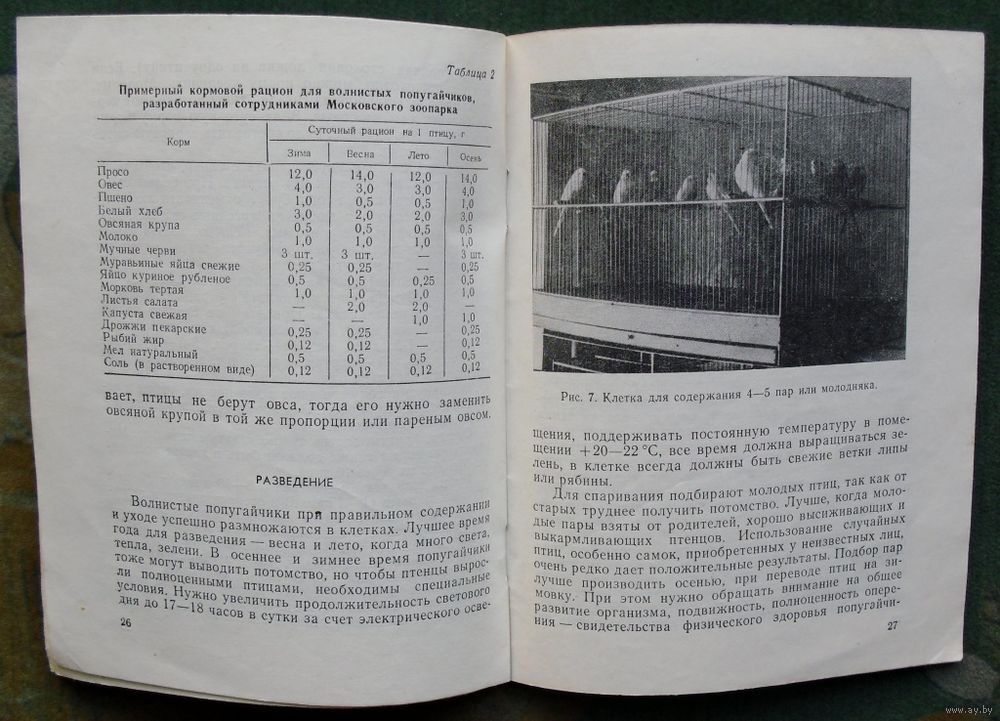 Таблица 2
Примерный кормовой рацион для волнистых попугайчиков,
разработанный сотрудниками Московского зоопарка
Корм
Суточный рацион на 1 птицу, г
Зима Весна Лето Осень
Просо 12,0 14,0 12,0 14,0
Овес 4,0 3,0 3,0 4,0
Пшено 1,0 0,5 0,5 1,0
Белый хлеб 3,0 2,0 2,0 3,0
Овсяная крупа 0,5 0,5 0,5 0,5
Молоко 1,0 1,0 1,0 1,0
Мучные черви 3 шт. 3 шт. — 3 шт.
Муравьиные яйца свежие 0,25 0,25 — 0,25
Яйцо куриное рубленое 0,5 0,5 0,25 0,5
Морковь тертая 1,0 1,0 1,0 1,0
Листья салата — 2,0 2,0 —
Капуста свежая — — 1,0 1,0
Дрожжи пекарские 0,25 0,25 — 0,25
Рыбий жир 0,12 0,12 — 0,12
Мел натуральный 0,5 0,5 0,5 0,5
Соль (в растворенном виде) 0,12 0,12 0,12 0,12
вает, птицы не берут овса, тогда его нужно заменить
овсяной крупой в той же пропорции или пареным овсом.
РАЗВЕДЕНИЕ
Волнистые попугайчики при правильном содержании
и уходе успешно размножаются в клетках. Лучшее время
года для разведения — весна и лето, когда много света,
тепла, зелени. В осеннее и зимнее время попугайчики
тоже могут выводить потомство, но чтобы птенцы вырос-
ли полноценными птицами, необходимы специальные
условия. Нужно увеличить продолжительность светового
дня до 17—18 часов в сутки за счет электрического осве-
26
Рис. 7. Клетка для содержания 4—5 пар или молодняка.
щения, поддерживать постоянную температуру в поме-
щении +20—22 °С, все время должна выращиваться зе-
лень, в клетке всегда должны быть свежие ветки липы
или рябины.
Для спаривания подбирают молодых птиц, так как от
старых труднее получить потомство. Лучше, когда моло-
дые пары взяты от родителей, хорошо высиживающих и
выкармливающих птенцов. Использование случайных
птиц, особенно самок, приобретенных у неизвестных лиц,
очень редко дает положительные результаты. Подбор пар
лучше производить осенью, при переводе птиц на зи-
мовку. При этом нужно обращать внимание на общее
развитие организма, подвижность, полноценность опере-
ния — свидетельства физического здоровья попугайчи-
27
www.ay.by